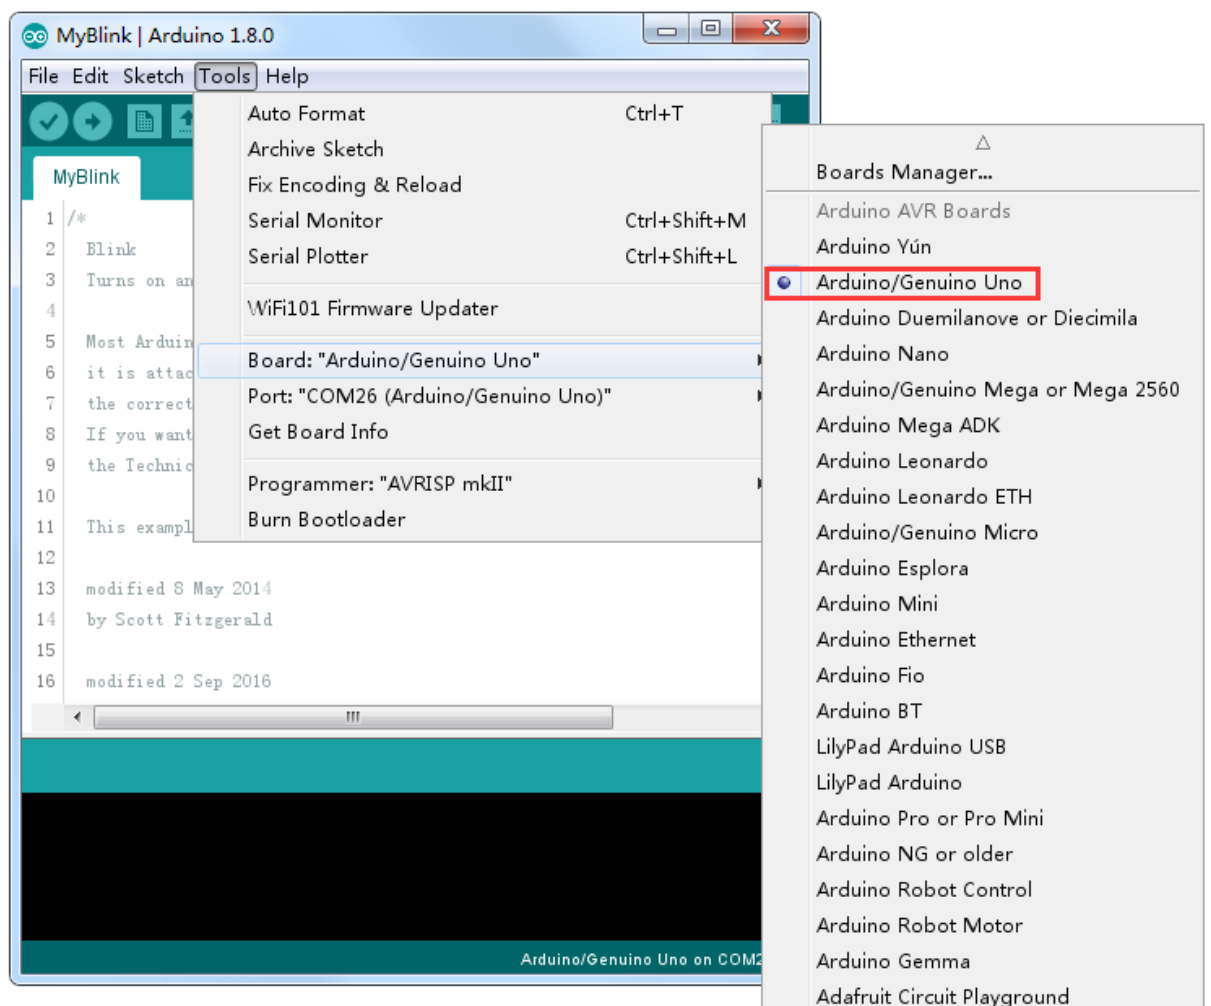 MyBlink | Arduino 1.8.0
File Edit Sketch Tools Help
Auto Format Ctrl+T
Archive Sketch
Fix Encoding & Reload
Serial Monitor Ctrl+Shift+M
Serial Plotter Ctrl+Shift+L
WiFi101 Firmware Updater
Board: "Arduino/Genuino Uno"
Port: "COM26 (Arduino/Genuino Uno)"
Get Board Info
Programmer: "AVRISP mkII"
Burn Bootloader
Boards Manager...
Arduino AVR Boards
Arduino Yún
Arduino/Genuino Uno
Arduino Duemilanove or Diecimila
Arduino Nano
Arduino/Genuino Mega or Mega 2560
Arduino Mega ADK
Arduino Leonardo
Arduino Leonardo ETH
Arduino/Genuino Micro
Arduino Esplora
Arduino Mini
Arduino Ethernet
Arduino Fio
Arduino BT
LilyPad Arduino USB
LilyPad Arduino
Arduino Pro or Pro Mini
Arduino NG or older
Arduino Robot Control
Arduino Robot Motor
Arduino Gemma
Adafruit Circuit Playground
MyBlink
1 /*
2 Blink
3 Turns on an
4
5 Most Arduin
6 it is attac
7 the correct
8 If you want
9 the Technic
10
11 This exampl
12
13 modified 8 May 2014
14 by Scott Fitzgerald
15
16 modified 2 Sep 2016
Arduino/Genuino Uno on COM2